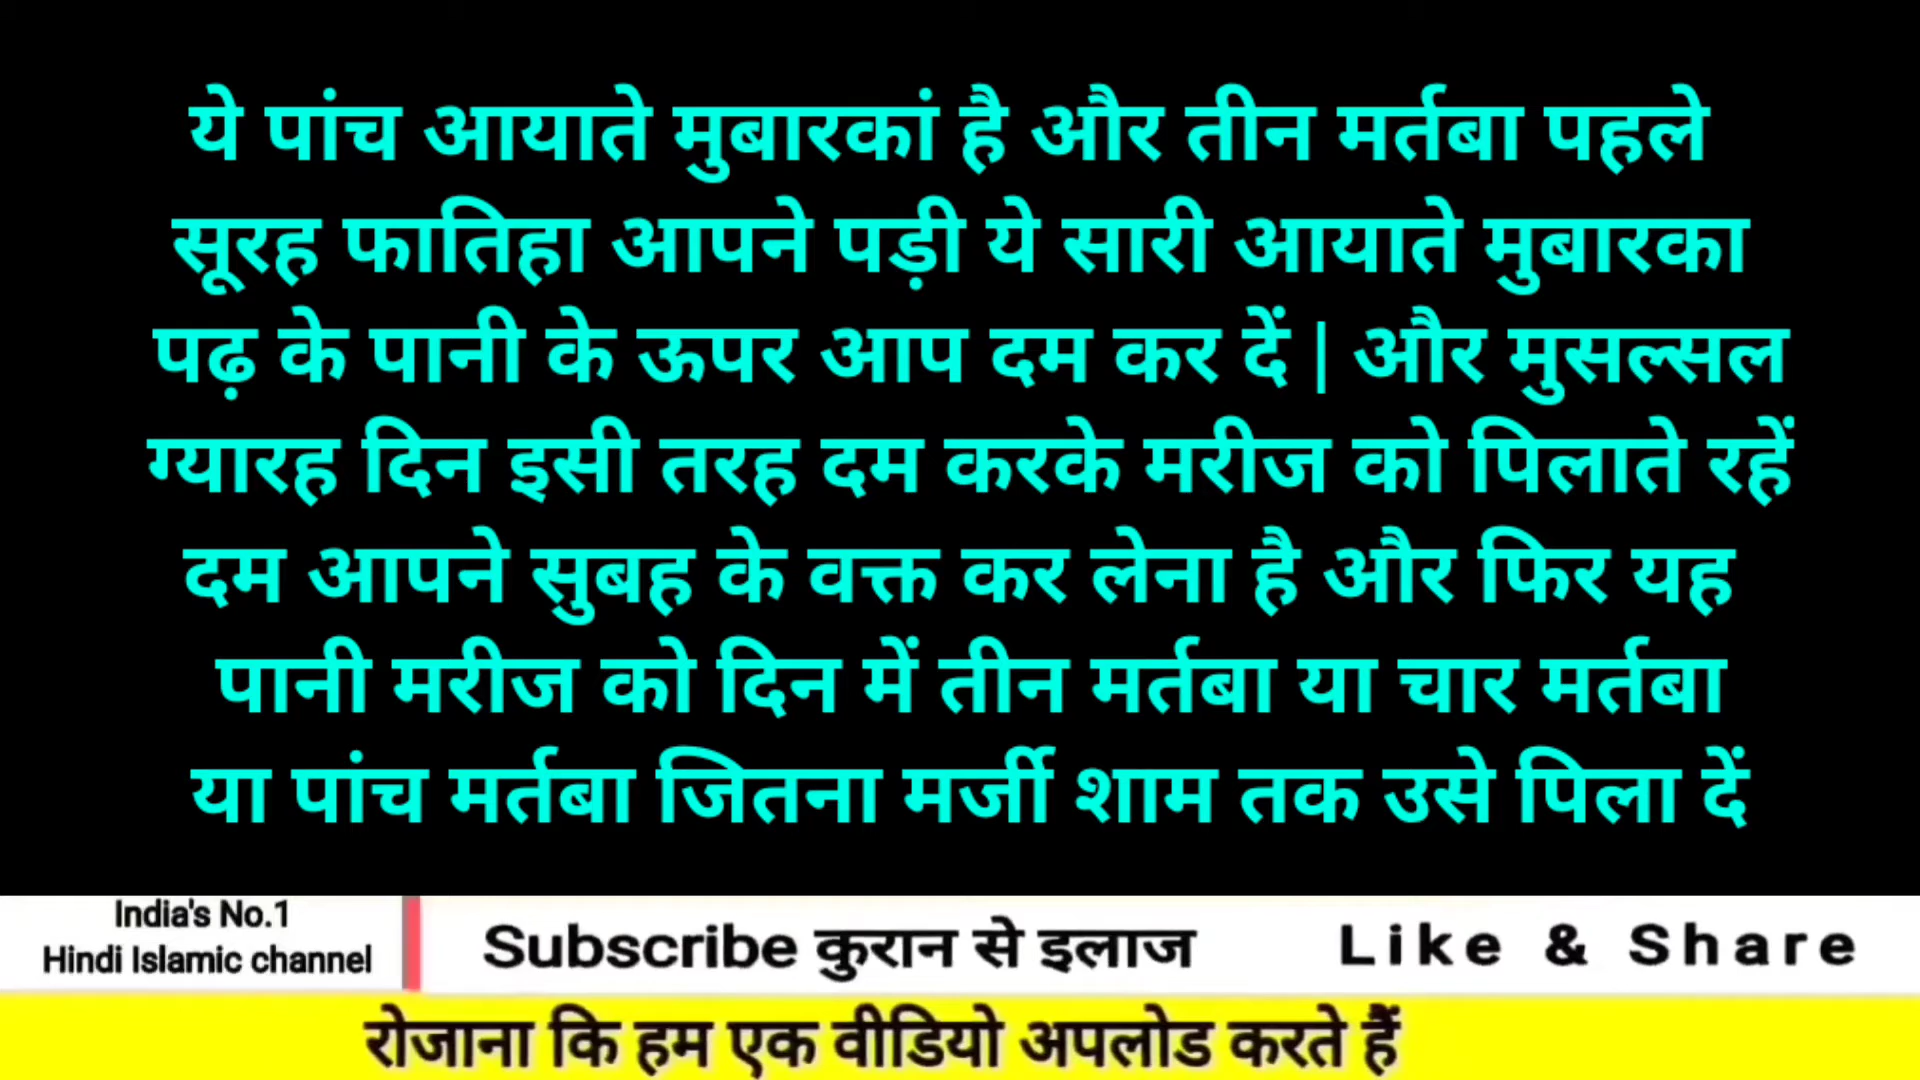 ये पांच आयाते मुबारकां है और तीन मर्तबा पहले
सूरह फातिहा आपने पड़ी ये सारी आयाते मुबारका
पढ़ के पानी के ऊपर आप दम कर दें | और मुसल्सल
ग्यारह दिन इसी तरह दम करके मरीज को पिलाते रहें
दम आपने सुबह के वक्त कर लेना है और फिर यह
पानी मरीज को दिन में तीन मर्तबा या चार मर्तबा
या पांच मर्तबा जितना मर्जी शाम तक उसे पिला दें
India's No.1
Hindi Islamic channel
Subscribe कुरान से इलाज
Like & Share
रोजाना कि हम एक वीडियो अपलोड करते हैं